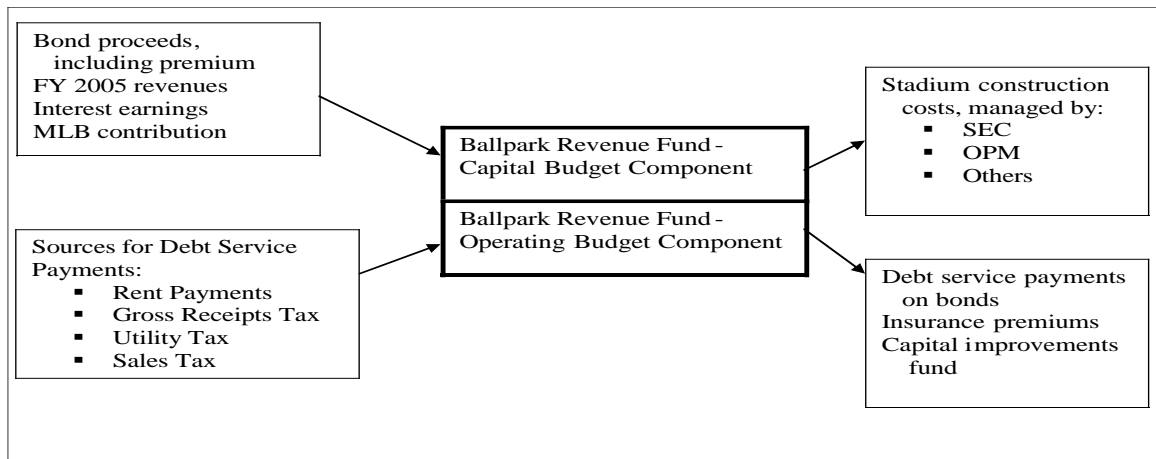 Bond proceeds,
including premium
FY 2005 revenues
Interest earnings
MLB contribution
Ballpark Revenue Fund -
Capital Budget Component
Ballpark Revenue Fund -
Operating Budget Component
Stadium construction
costs, managed by:
▪ SEC
▪ OPM
▪ Others
Sources for Debt Service
Payments:
▪ Rent Payments
▪ Gross Receipts Tax
▪ Utility Tax
▪ Sales Tax
Debt service payments
on bonds
Insurance premiums
Capital improvements
fund